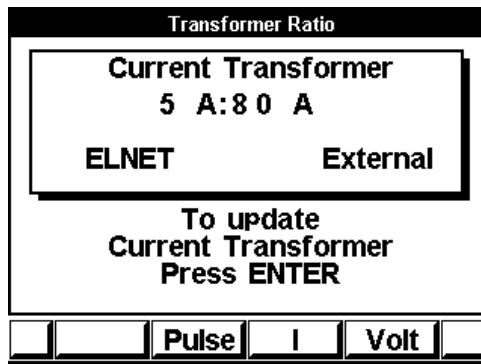 Transformer Ratio
Current Transformer
5 A:80 A
ELNET External
To update
Current Transformer
Press ENTER
Pulse I Volt